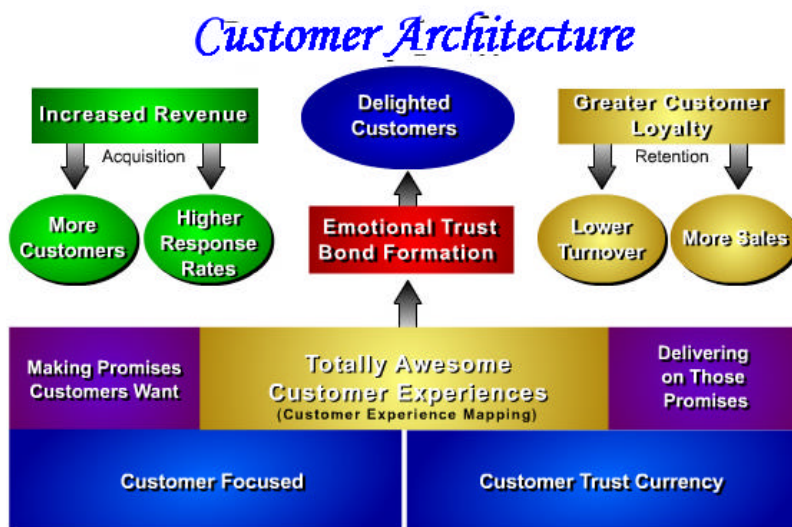 Customer Architecture
Increased Revenue
Acquisition
More
Customers
Higher
Response
Rates
Delighted
Customers
Emotional Trust
Bond Formation
Greater Customer
Loyalty
Retention
Lower
Turnover
More Sales
Making Promises
Customers Want
Totally Awesome
Customer Experiences
(Customer Experience Mapping)
Delivering
on Those
Promises
Customer Focused
Customer Trust Currency